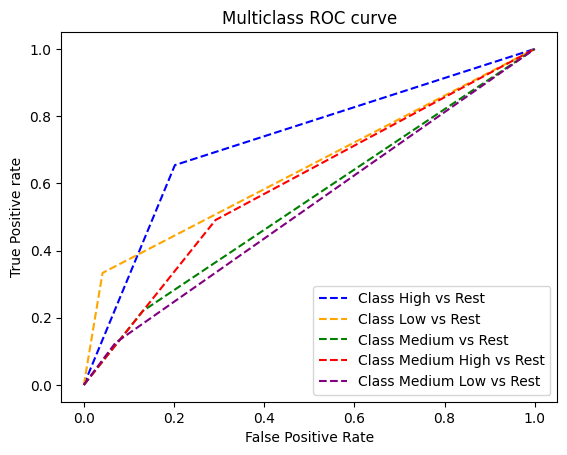 Multiclass ROC curve
True Positive rate
1.0
0.8
0.6
0.4
0.2
0.0
Class High vs Rest
Class Low vs Rest
Class Medium vs Rest
Class Medium High vs Rest
Class Medium Low vs Rest
0.0 0.2 0.4 0.6 0.8 1.0
False Positive Rate